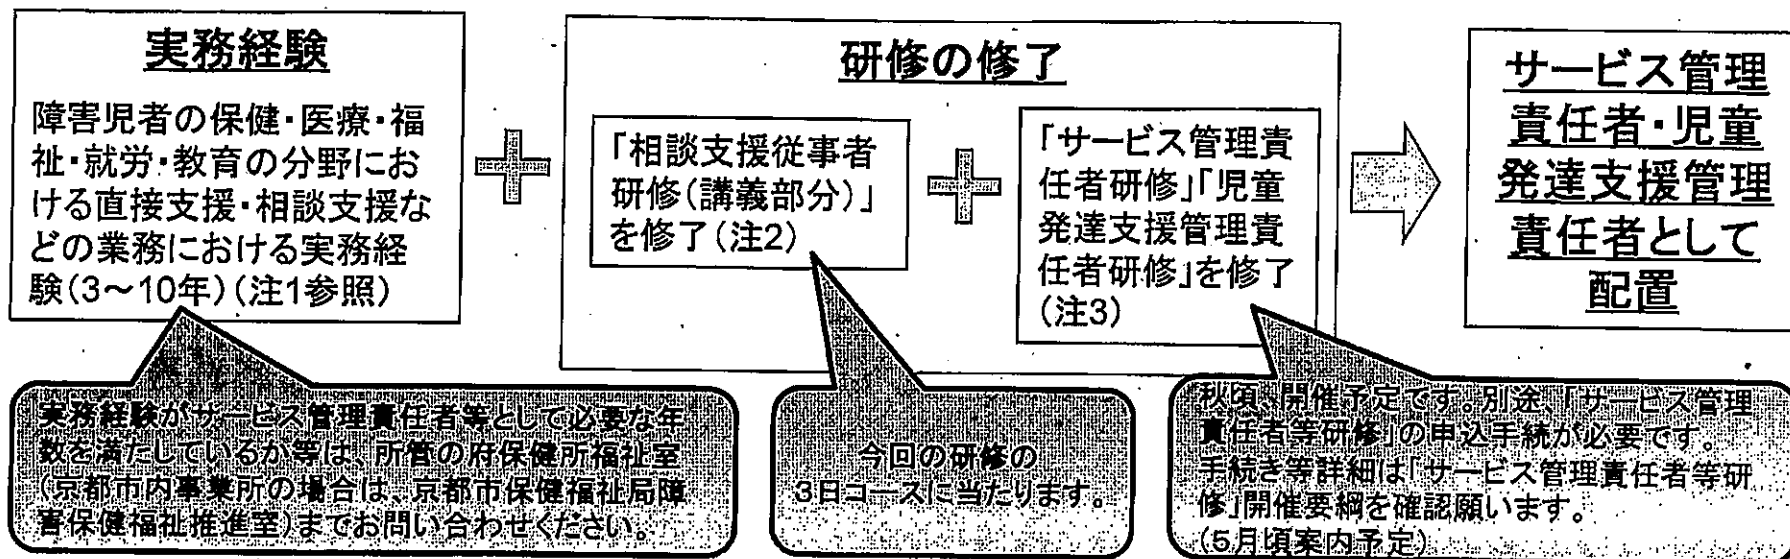 実務経験
障害児者の保健・医療・福
祉・就労・教育の分野にお
ける直接支援・相談支援な
どの業務における実務経
験(3～10年)(注1参照)
研修の修了
「相談支援従事者
研修(講義部分)」
を修了(注2)
「サービス管理責
任者研修」「児童
発達支援管理責
任者研修」を修了
(注3)
サービス管理
責任者・児童
発達支援管理
責任者として
配置
実務経験がサービス管理責任者等として必要な年
数を満たしているか等は、所管の府保健所福祉室
(京都市内事業所の場合は、京都市保健福祉局障
害保健福祉推進室)までお問い合わせください。
今回の研修の
3日コースに当たります。
秋頃、開催予定です。別途、「サービス管理
責任者等研修」の申込手続が必要です。
手続き等詳細は「サービス管理責任者等研
修」開催要綱を確認願います。
(5月頃案内予定)